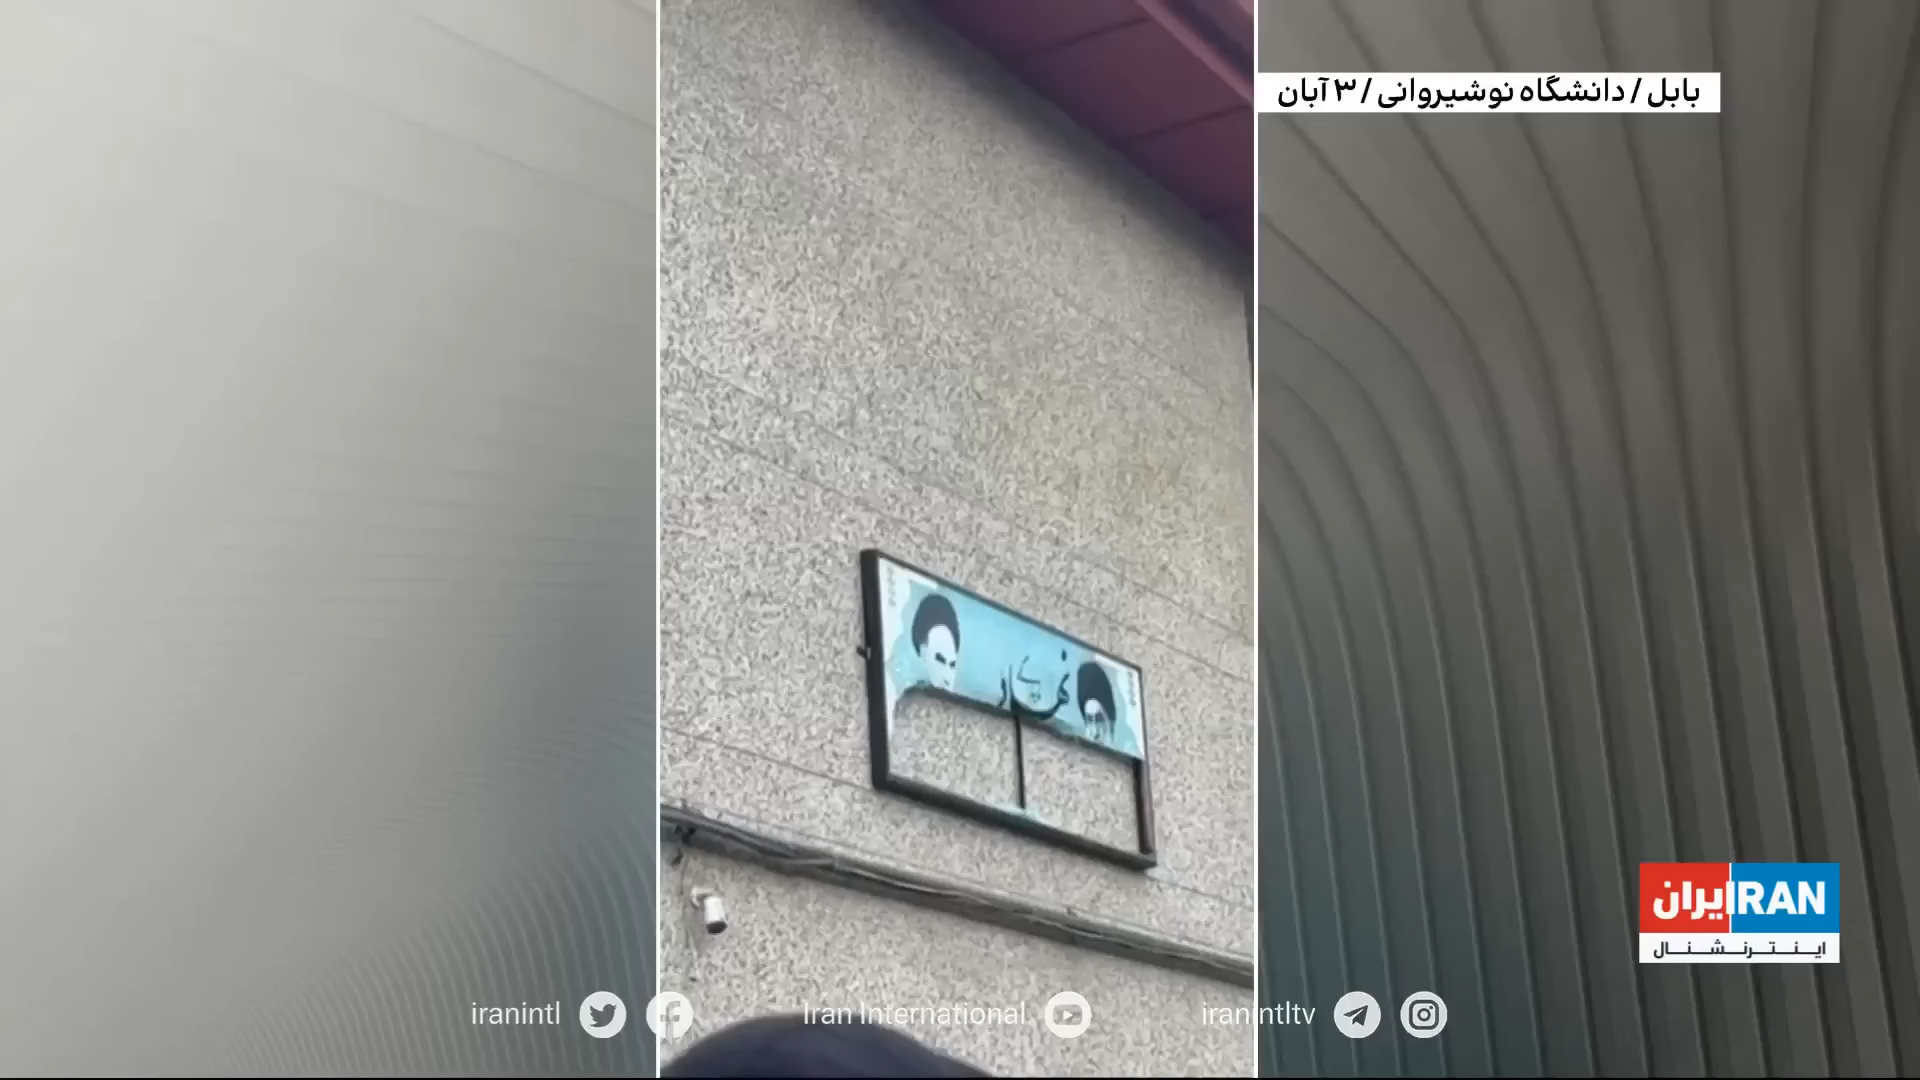 بابل / دانشگاه نوشیروانی / ۳ آبان
ایران IRAN
اینترنشنال
iranintl
Iran International
iranintltv